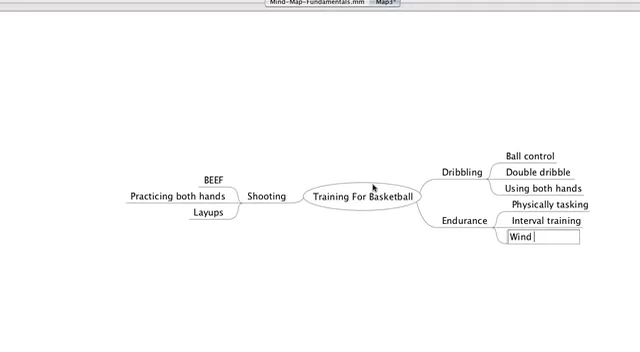 Mind-Map-Fundamentals.mm
Map3*
BEEF
Practicing both hands
Layups
Shooting
Training For Basketball
Dribbling
Ball control
Double dribble
Using both hands
Endurance
Physically tasking
Interval training
Wind